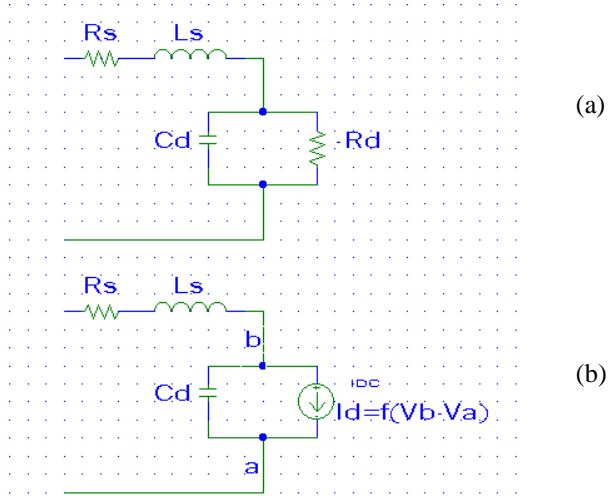 Rs Ls
(a)
Cd -Rd
Rs Ls
b
IDC
(b)
Cd Id=f(Vb-Va)
a